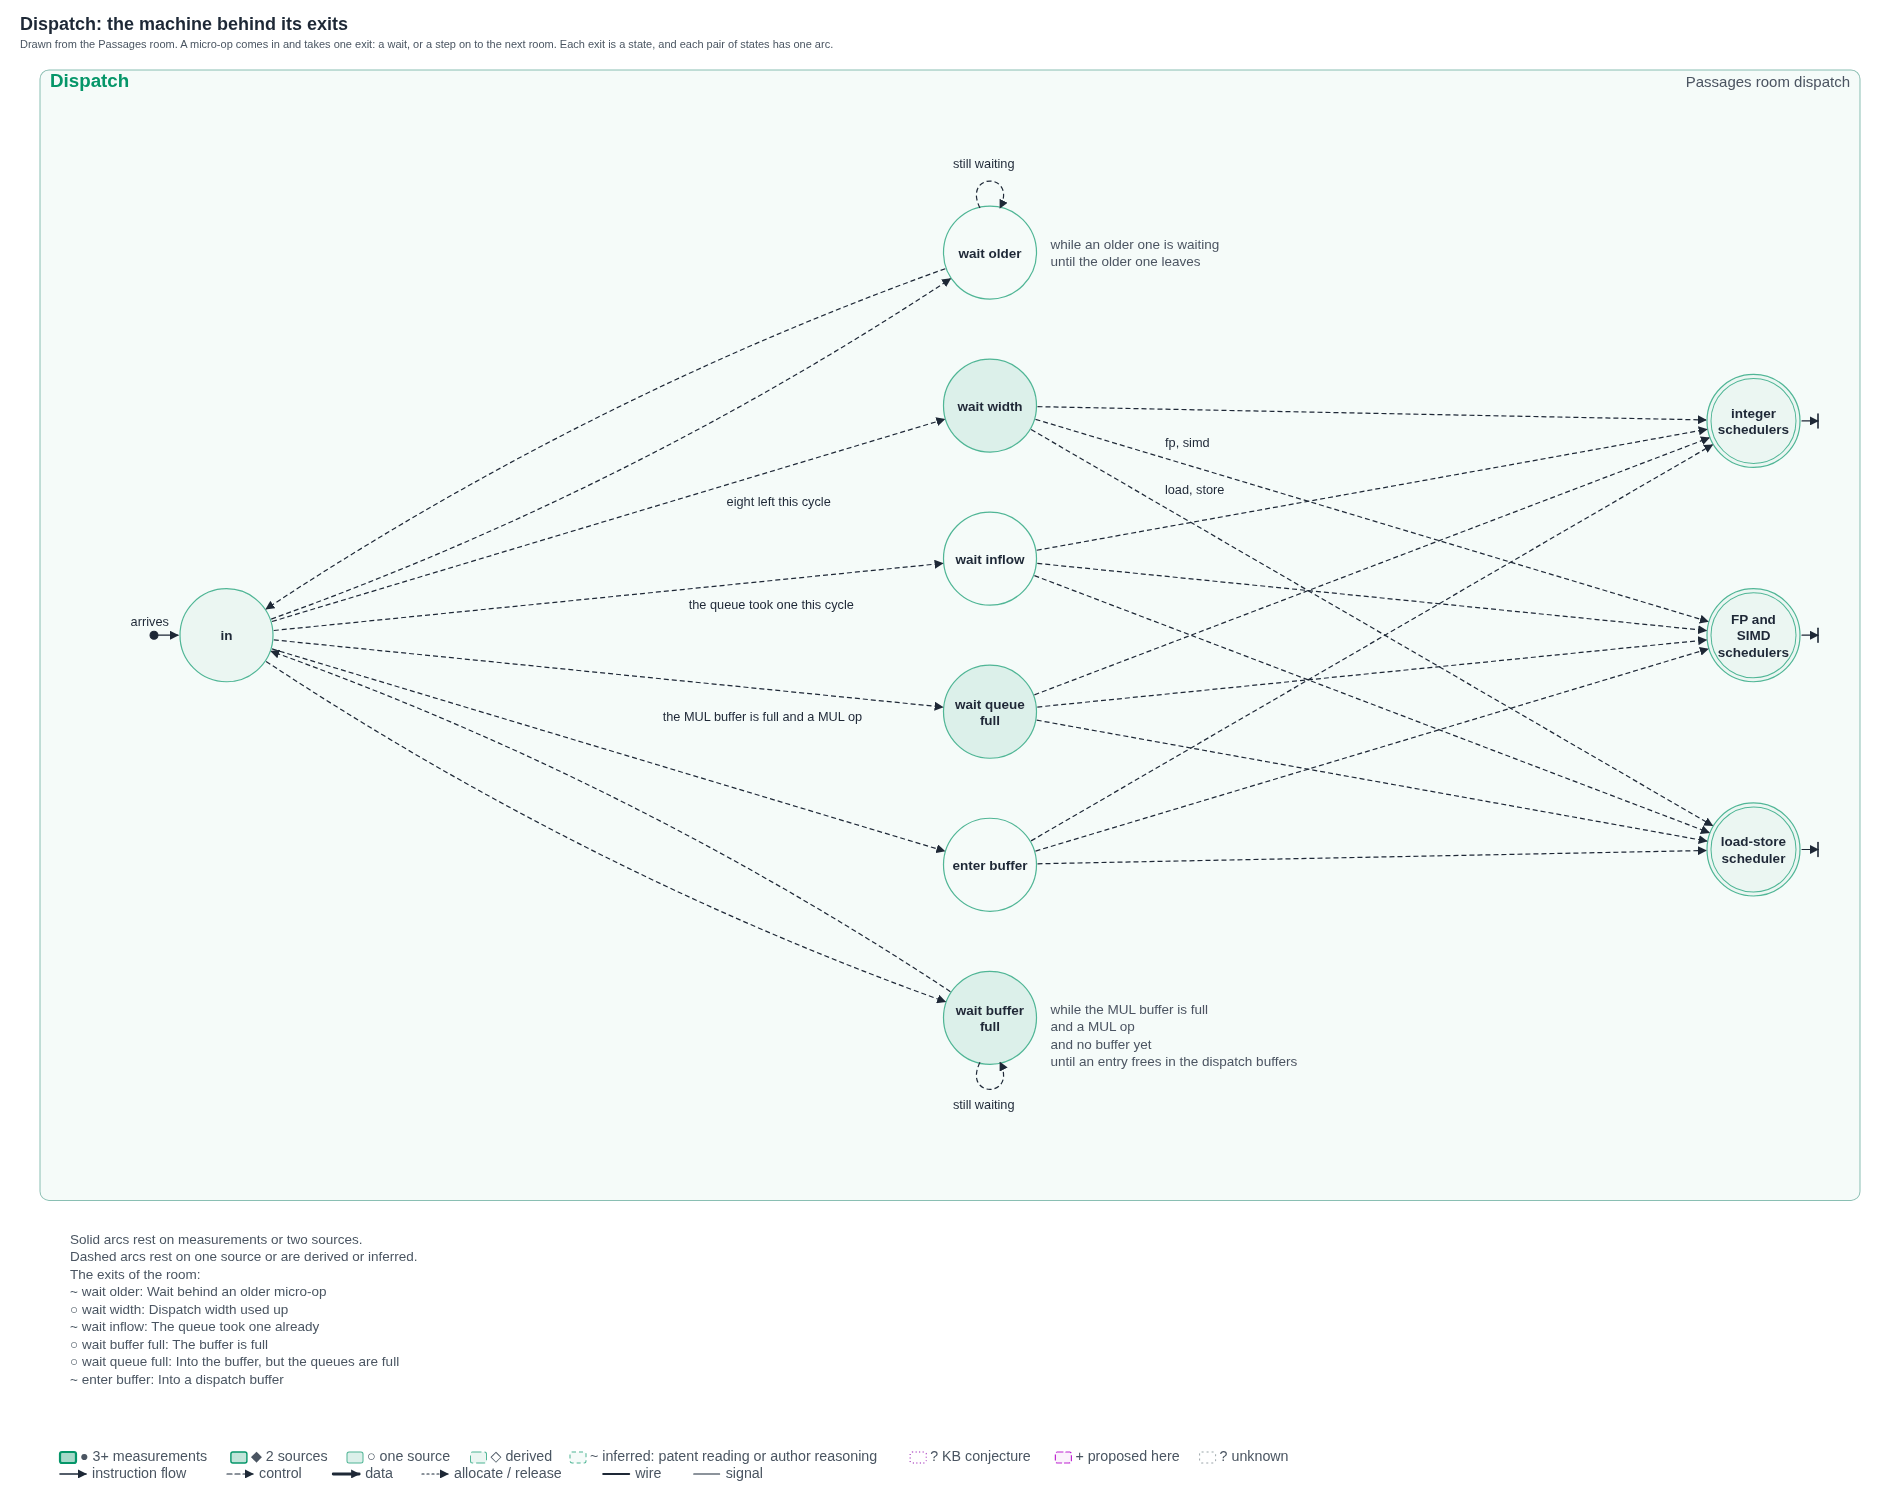 Dispatch: the machine behind its exits
Drawn from the Passages room. A micro-op comes in and takes one exit: a wait, or a step on to the next room. Each exit is a state, and each pair of states has one arc.
Dispatch
Passages room dispatch
still waiting
wait older
while an older one is waiting
until the older one leaves
wait width
integer
schedulers
fp, simd
load, store
eight left this cycle
wait inflow
the queue took one this cycle
arrives
in
FP and
SIMD
schedulers
wait queue
full
the MUL buffer is full and a MUL op
enter buffer
load-store
scheduler
wait buffer
full
while the MUL buffer is full
and a MUL op
and no buffer yet
until an entry frees in the dispatch buffers
still waiting
Solid arcs rest on measurements or two sources.
Dashed arcs rest on one source or are derived or inferred.
The exits of the room:
~ wait older: Wait behind an older micro-op
○ wait width: Dispatch width used up
~ wait inflow: The queue took one already
○ wait buffer full: The buffer is full
○ wait queue full: Into the buffer, but the queues are full
~ enter buffer: Into a dispatch buffer
● 3+ measurements ◆ 2 sources ○ one source ◇ derived ~ inferred: patent reading or author reasoning ? KB conjecture + proposed here ? unknown
instruction flow control data allocate / release wire signal